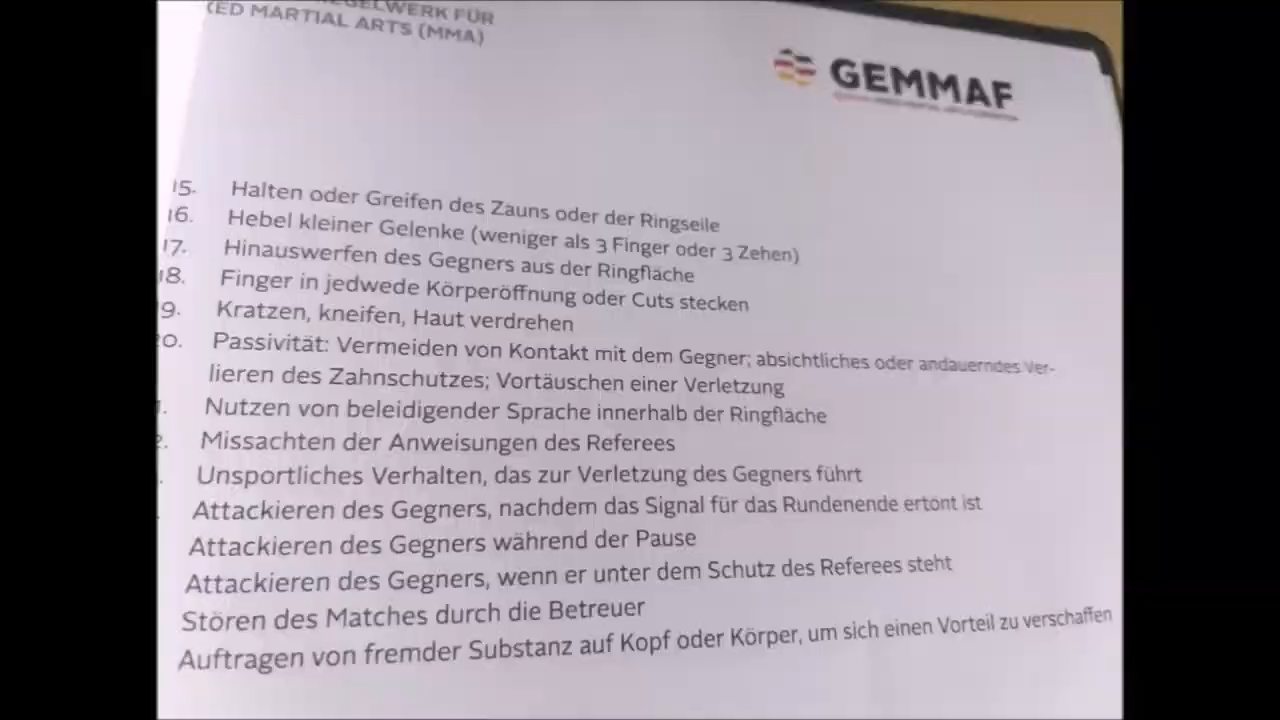 GELWERK FÜR
(ED MARTIAL ARTS (MMA)
GEMMAF
15. Halten oder Greifen des Zauns oder der Ringseile
16. Hebel kleiner Gelenke (weniger als 3 Finger oder 3 Zehen)
17. Hinauswerfen des Gegners aus der Ringfläche
18. Finger in jedwede Körperöffnung oder Cuts stecken
9. Kratzen, kneifen, Haut verdrehen
0. Passivität: Vermeiden von Kontakt mit dem Gegner; absichtliches oder andauerndes Ver-
lieren des Zahnschutzes; Vortäuschen einer Verletzung
1. Nutzen von beleidigender Sprache innerhalb der Ringfläche
2. Missachten der Anweisungen des Referees
. Unsportliches Verhalten, das zur Verletzung des Gegners führt
Attackieren des Gegners, nachdem das Signal für das Rundenende ertönt ist
Attackieren des Gegners während der Pause
Attackieren des Gegners, wenn er unter dem Schutz des Referees steht
Stören des Matches durch die Betreuer
Auftragen von fremder Substanz auf Kopf oder Körper, um sich einen Vorteil zu verschaffen